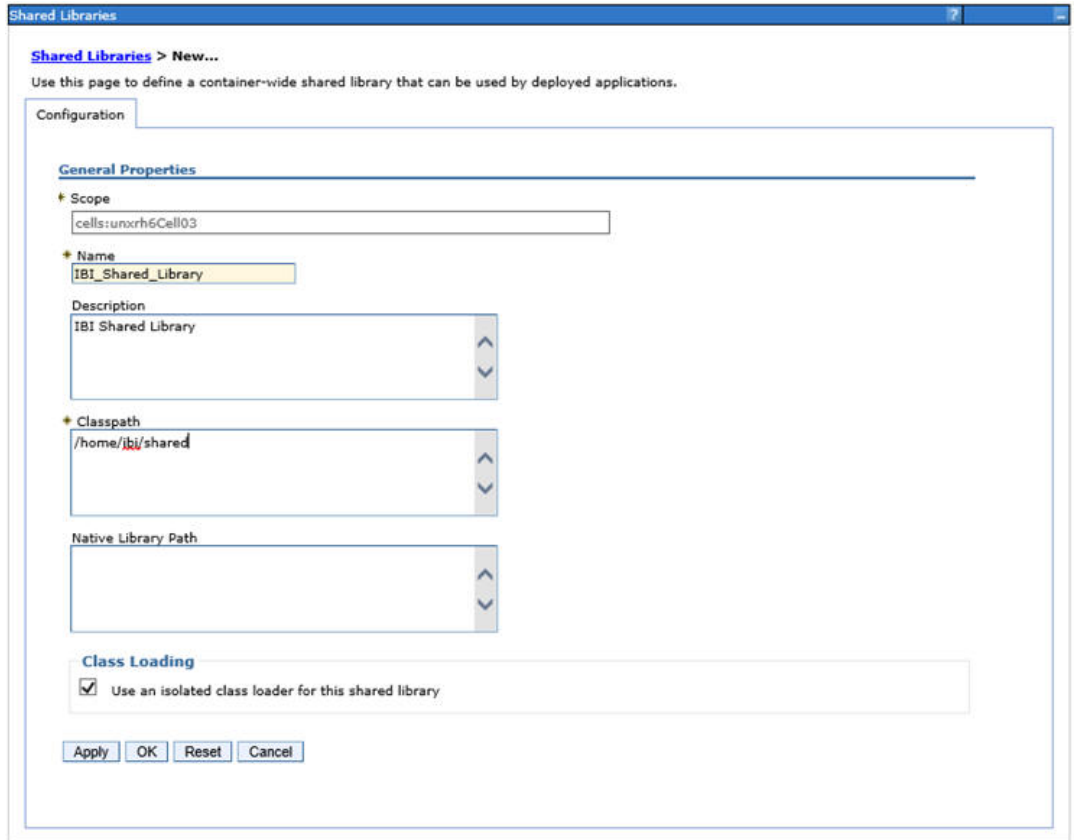 Shared Libraries ?
Shared Libraries > New...
Use this page to define a container-wide shared library that can be used by deployed applications.
Configuration
General Properties
* Scope
cells:unxrh6Cell03
* Name
IBI_Shared_Library
Description
IBI Shared Library
* Classpath
/home/ibi/shared
Native Library Path
Class Loading
Use an isolated class loader for this shared library
Apply OK Reset Cancel